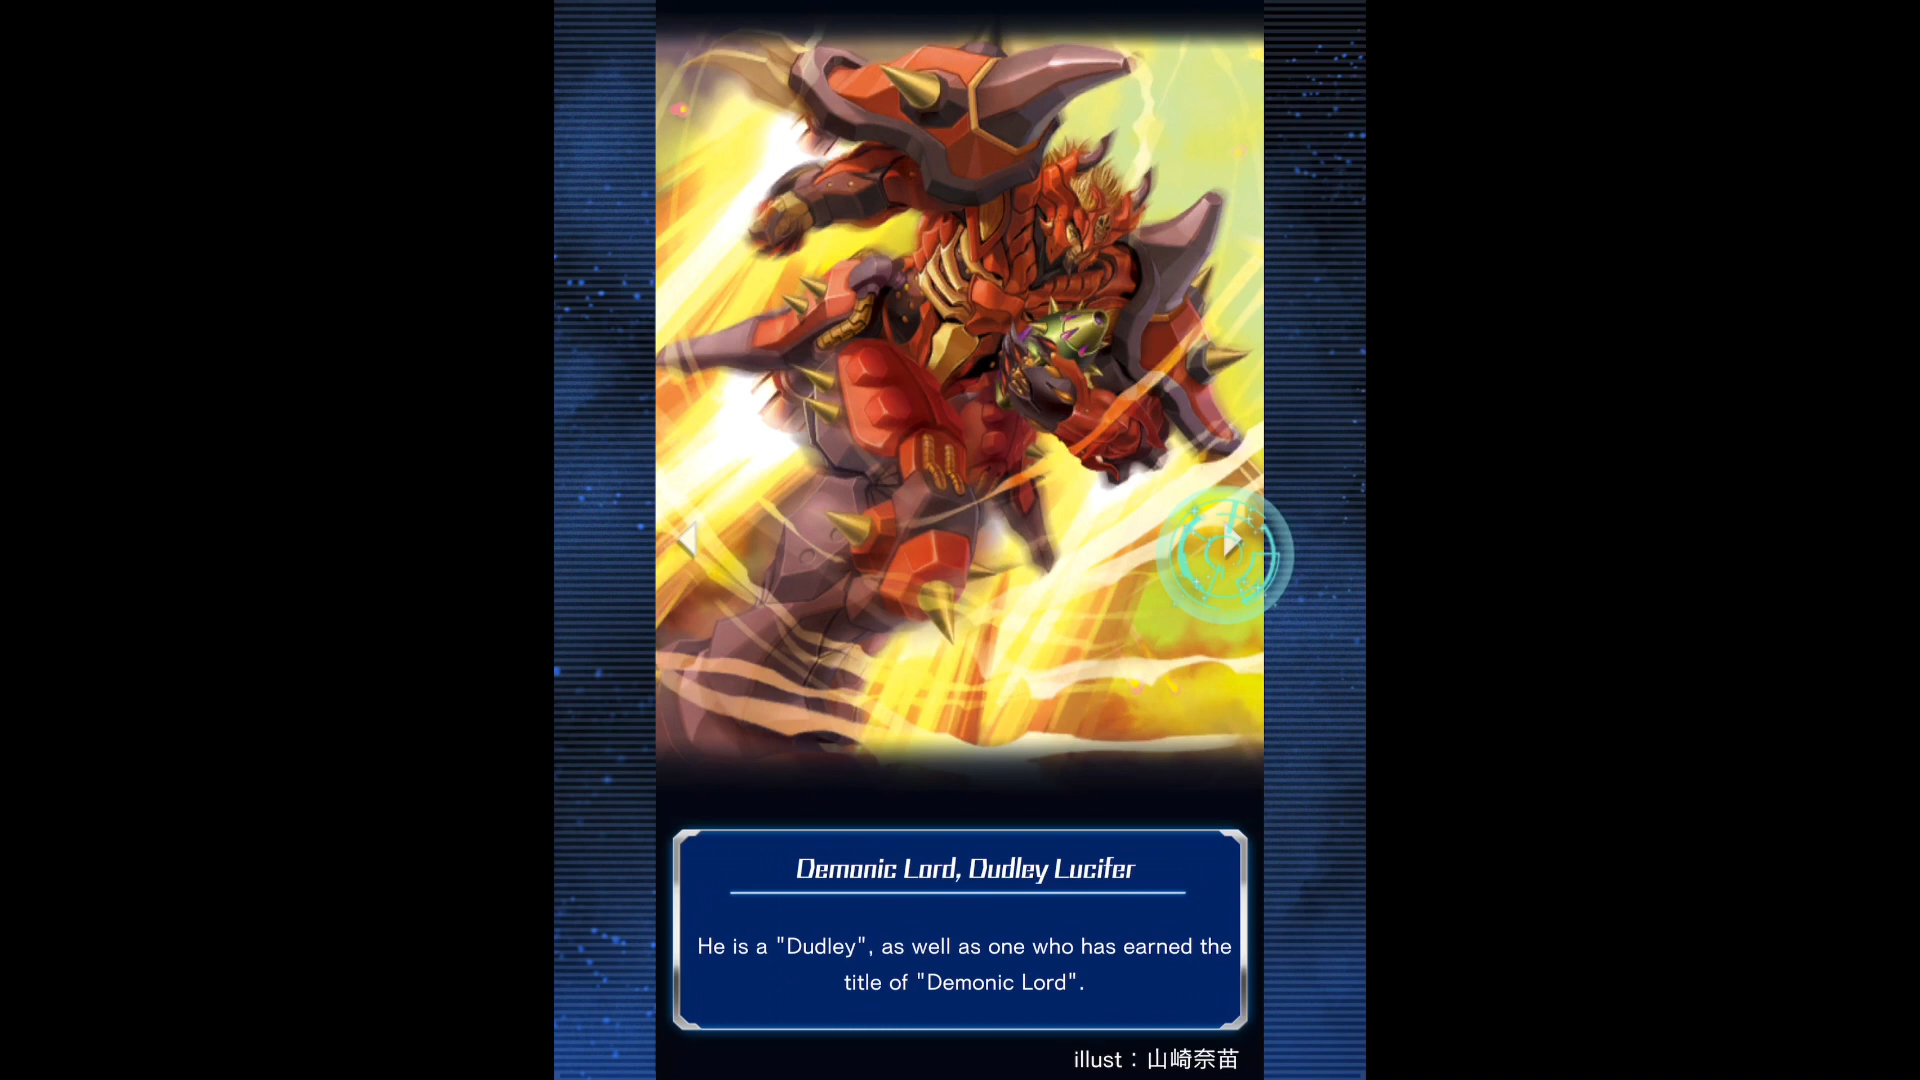 Demonic Lord, Dudley Lucifer
He is a "Dudley", as well as one who has earned the
title of "Demonic Lord".
illust：山崎奈苗